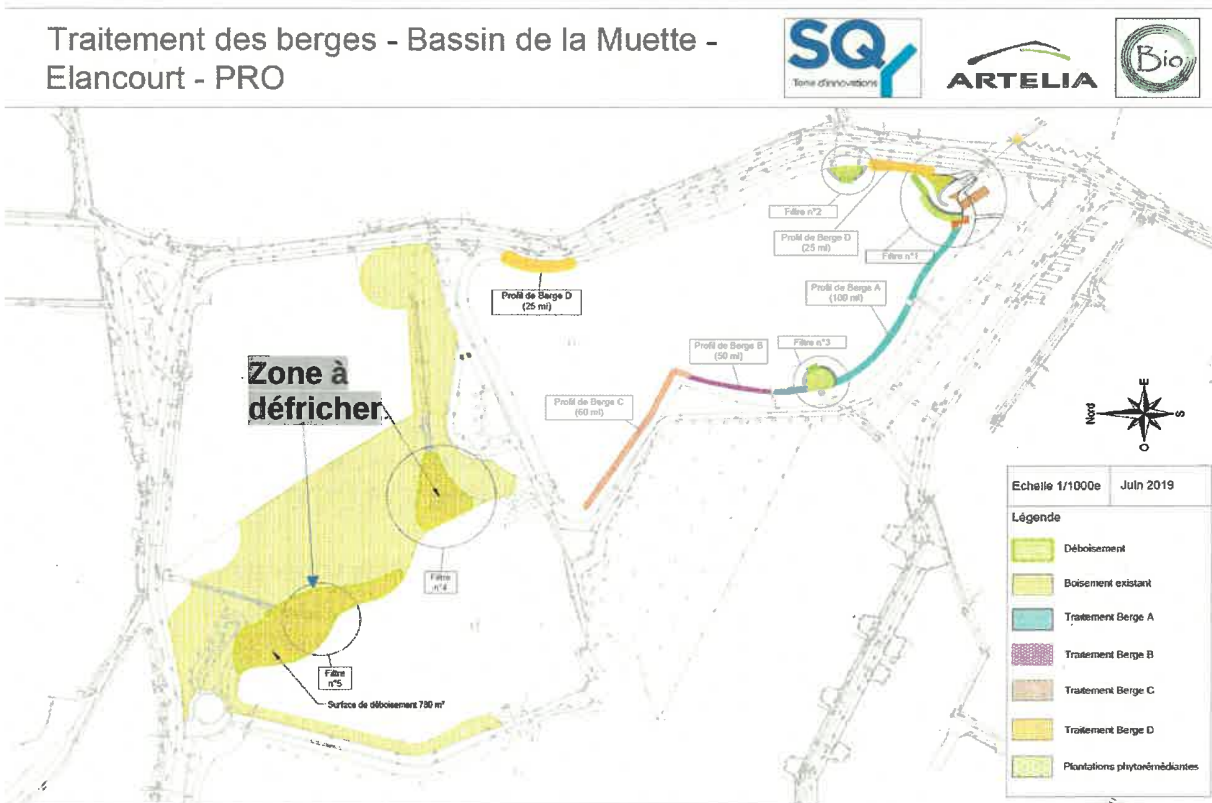 Traitement des berges - Bassin de la Muette -
Elancourt - PRO
SQY
Terre d'innovations
ARTELIA
Bio
Filtre n°2
Profil de Berge D
(25 ml)
Filtre n°1
Profil de Berge D
(25 ml)
Profil de Berge A
(100 ml)
Profil de Berge B
(50 ml)
Filtre n°3
Profil de Berge C
(60 ml)
Zone à
défricher
Filtre
n°4
Filtre
n°5
Surface de déboisement 780 m²
Nord
E
S
O
Echelle 1/1000e
Juin 2019
Légende
Déboisement
Boisement existant
Traitement Berge A
Traitement Berge B
Traitement Berge C
Traitement Berge D
Plantations phytorémédiantes